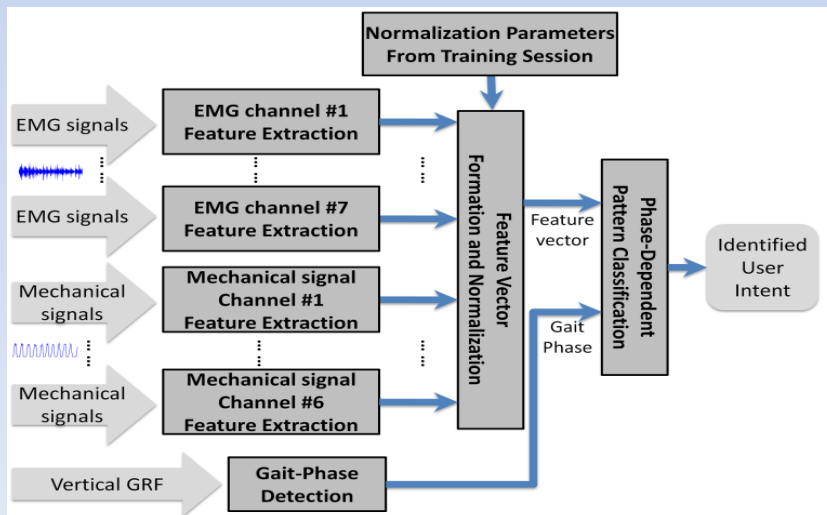 Normalization Parameters
From Training Session
EMG signals
EMG channel #1
Feature Extraction
EMG signals
EMG channel #7
Feature Extraction
Mechanical
signals
Mechanical signal
Channel #1
Feature Extraction
Mechanical
signals
Mechanical signal
Channel #6
Feature Extraction
Vertical GRF
Gait-Phase
Detection
Feature Vector
Formation and Normalization
Feature
vector
Gait
Phase
Phase-Dependent
Pattern Classification
Identified
User
Intent